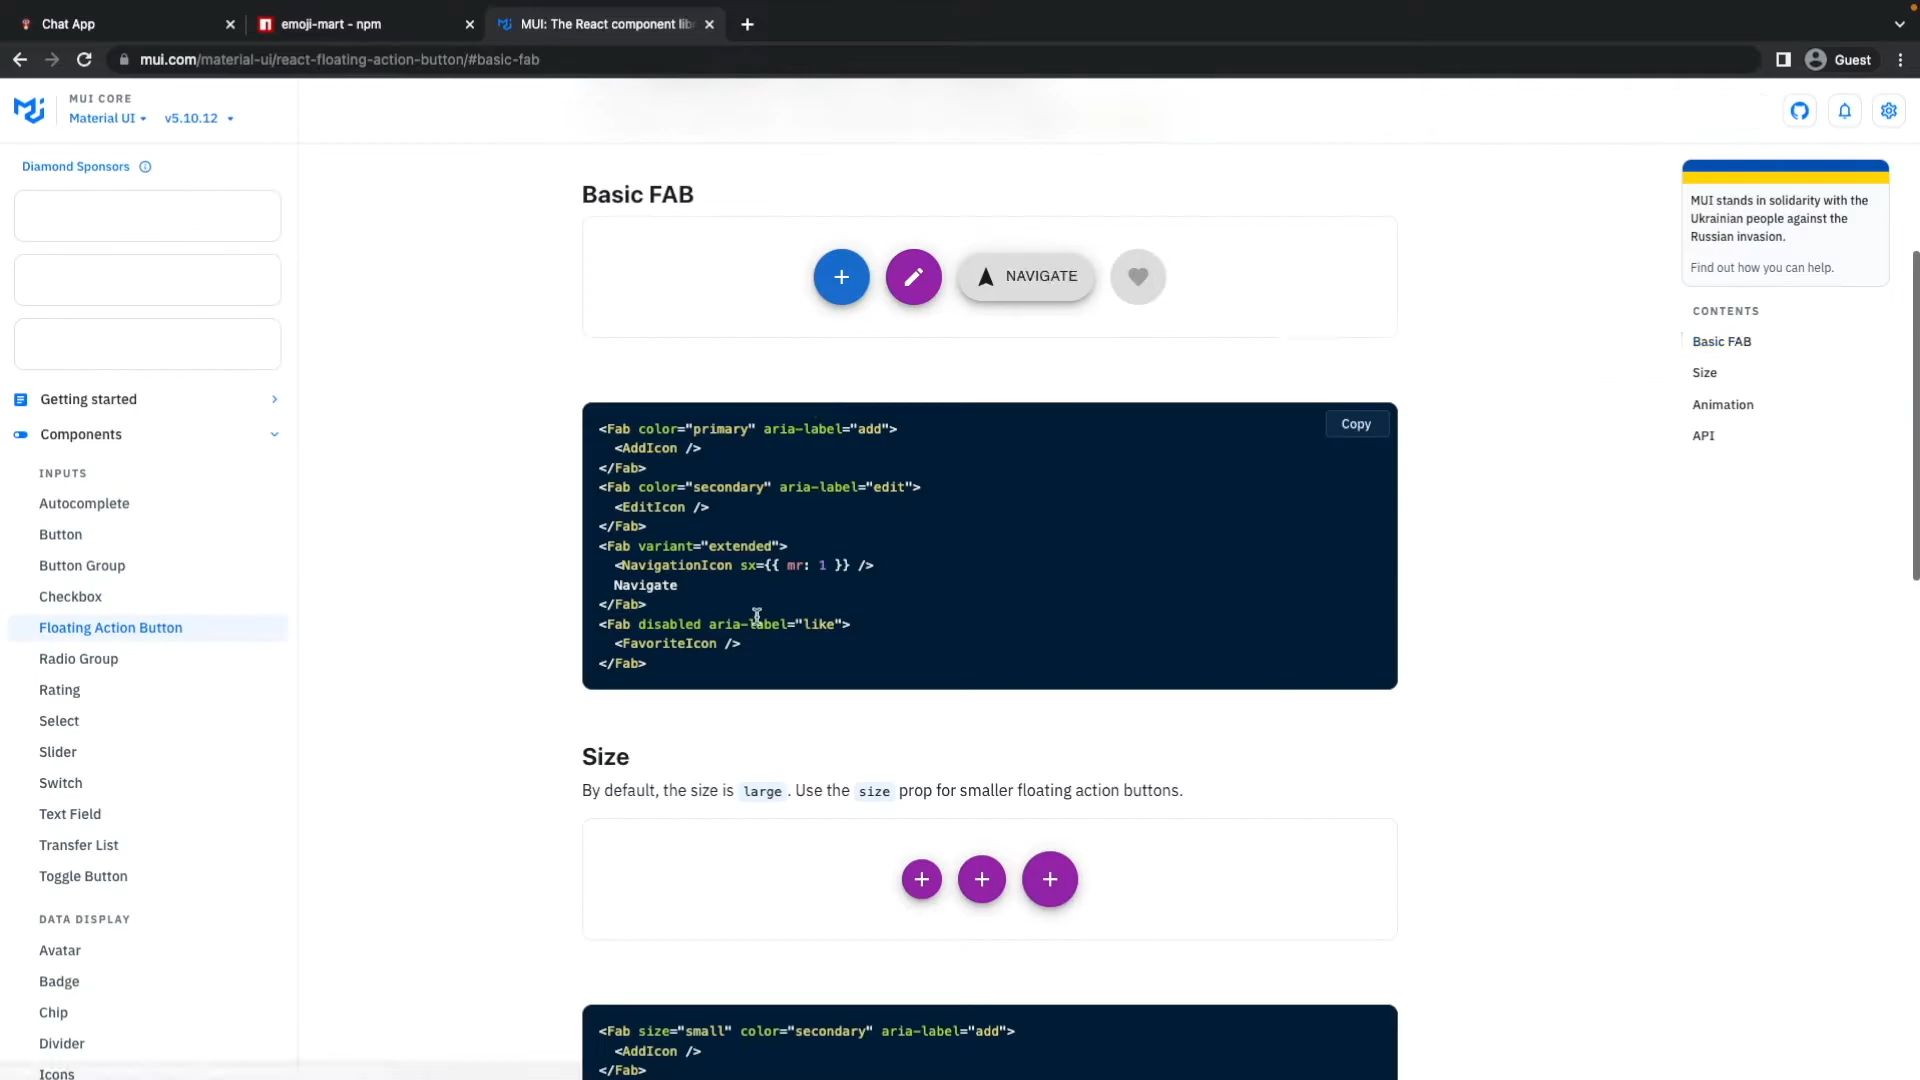 Chat App
emoji-mart - npm
MUI: The React component lib
mui.com/material-ui/react-floating-action-button/#basic-fab
Guest
MUI CORE
Material UI
v5.10.12
Diamond Sponsors
Getting started
Components
INPUTS
Autocomplete
Button
Button Group
Checkbox
Floating Action Button
Radio Group
Rating
Select
Slider
Switch
Text Field
Transfer List
Toggle Button
DATA DISPLAY
Avatar
Badge
Chip
Divider
Icons
Basic FAB
NAVIGATE
Copy
<Fab color="primary" aria-label="add">
<AddIcon />
</Fab>
<Fab color="secondary" aria-label="edit">
<EditIcon />
</Fab>
<Fab variant="extended">
<NavigationIcon sx={{ mr: 1 }} />
Navigate
</Fab>
<Fab disabled aria-label="like">
<FavoriteIcon />
</Fab>
Size
By default, the size is large. Use the size prop for smaller floating action buttons.
<Fab size="small" color="secondary" aria-label="add">
<AddIcon />
</Fab>
MUI stands in solidarity with the
Ukrainian people against the
Russian invasion.
Find out how you can help.
CONTENTS
Basic FAB
Size
Animation
API